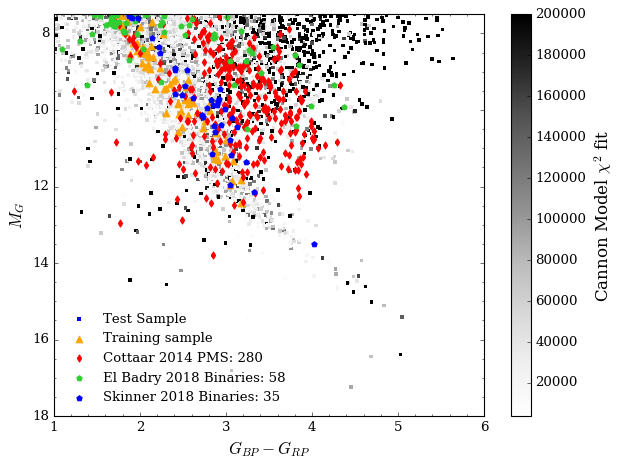 8
10
12
14
16
18
M_G
1
2
3
4
5
6
G_BP − G_RP
Test Sample
Training sample
Cottaar 2014 PMS: 280
El Badry 2018 Binaries: 58
Skinner 2018 Binaries: 35
200000
180000
160000
140000
120000
100000
80000
60000
40000
20000
Cannon Model χ² fit